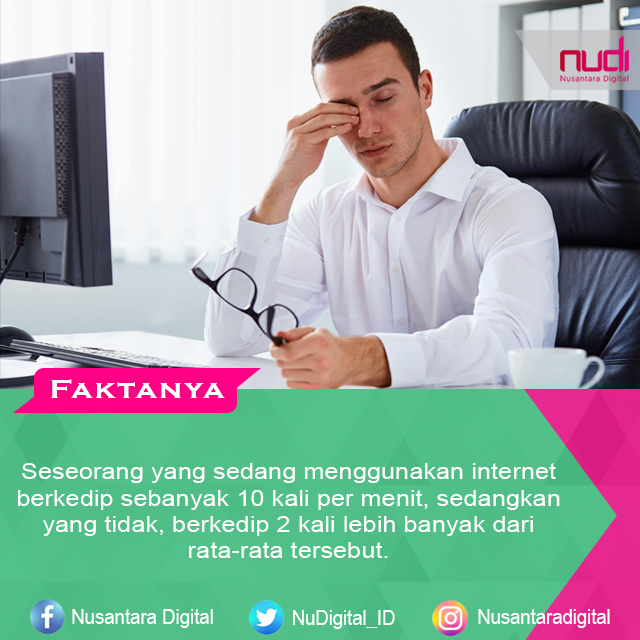 nudi
Nusantara Digital
FAKTANYA
Seseorang yang sedang menggunakan internet
berkedip sebanyak 10 kali per menit, sedangkan
yang tidak, berkedip 2 kali lebih banyak dari
rata-rata tersebut.
Nusantara Digital NuDigital_ID Nusantaradigital